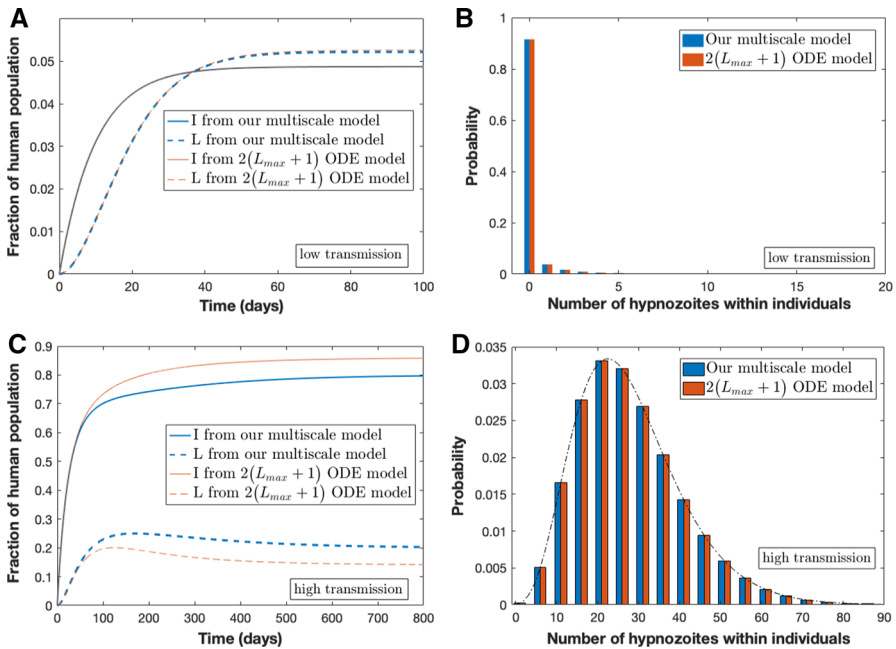 A
Fraction of human population
0.05
0.04
0.03
0.02
0.01
0
I from our multiscale model
L from our multiscale model
I from 2(L_max + 1) ODE model
L from 2(L_max + 1) ODE model
low transmission
0 20 40 60 80 100
Time (days)
B
Probability
1
0.8
0.6
0.4
0.2
0
Our multiscale model
2(L_max + 1) ODE model
low transmission
0 5 10 15 20
Number of hypnozoites within individuals
C
Fraction of human population
0.9
0.8
0.7
0.6
0.5
0.4
0.3
0.2
0.1
0
I from our multiscale model
L from our multiscale model
I from 2(L_max + 1) ODE model
L from 2(L_max + 1) ODE model
high transmission
0 100 200 300 400 500 600 700 800
Time (days)
D
Probability
0.035
0.03
0.025
0.02
0.015
0.01
0.005
0
Our multiscale model
2(L_max + 1) ODE model
high transmission
0 10 20 30 40 50 60 70 80 90
Number of hypnozoites within individuals